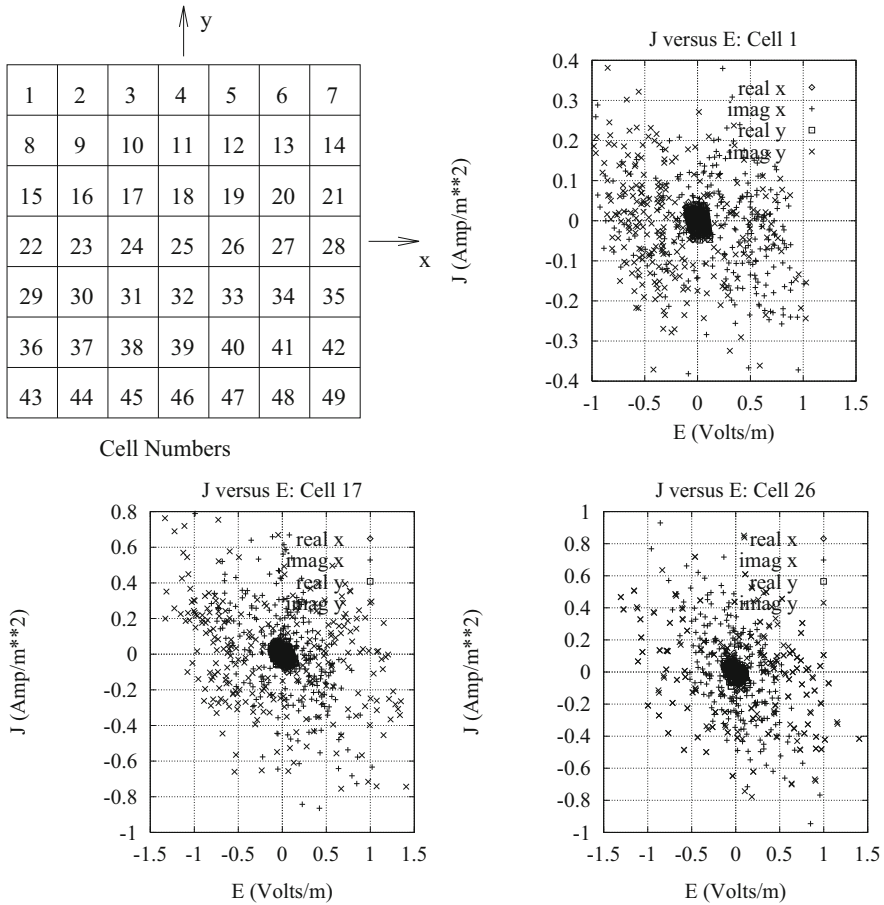 y
1 2 3 4 5 6 7
8 9 10 11 12 13 14
15 16 17 18 19 20 21
22 23 24 25 26 27 28
x
29 30 31 32 33 34 35
36 37 38 39 40 41 42
43 44 45 46 47 48 49
Cell Numbers
J versus E: Cell 1
J (Amp/m**2)
0.4
0.3
0.2
0.1
0
-0.1
-0.2
-0.3
-0.4
real x
imag x
real y
imag y
-1 -0.5 0 0.5 1 1.5
E (Volts/m)
J versus E: Cell 17
J (Amp/m**2)
0.8
0.6
0.4
0.2
0
-0.2
-0.4
-0.6
-0.8
-1
real x
imag x
real y
imag y
-1.5 -1 -0.5 0 0.5 1 1.5
E (Volts/m)
J versus E: Cell 26
J (Amp/m**2)
1
0.8
0.6
0.4
0.2
0
-0.2
-0.4
-0.6
-0.8
-1
real x
imag x
real y
imag y
-1.5 -1 -0.5 0 0.5 1 1.5
E (Volts/m)